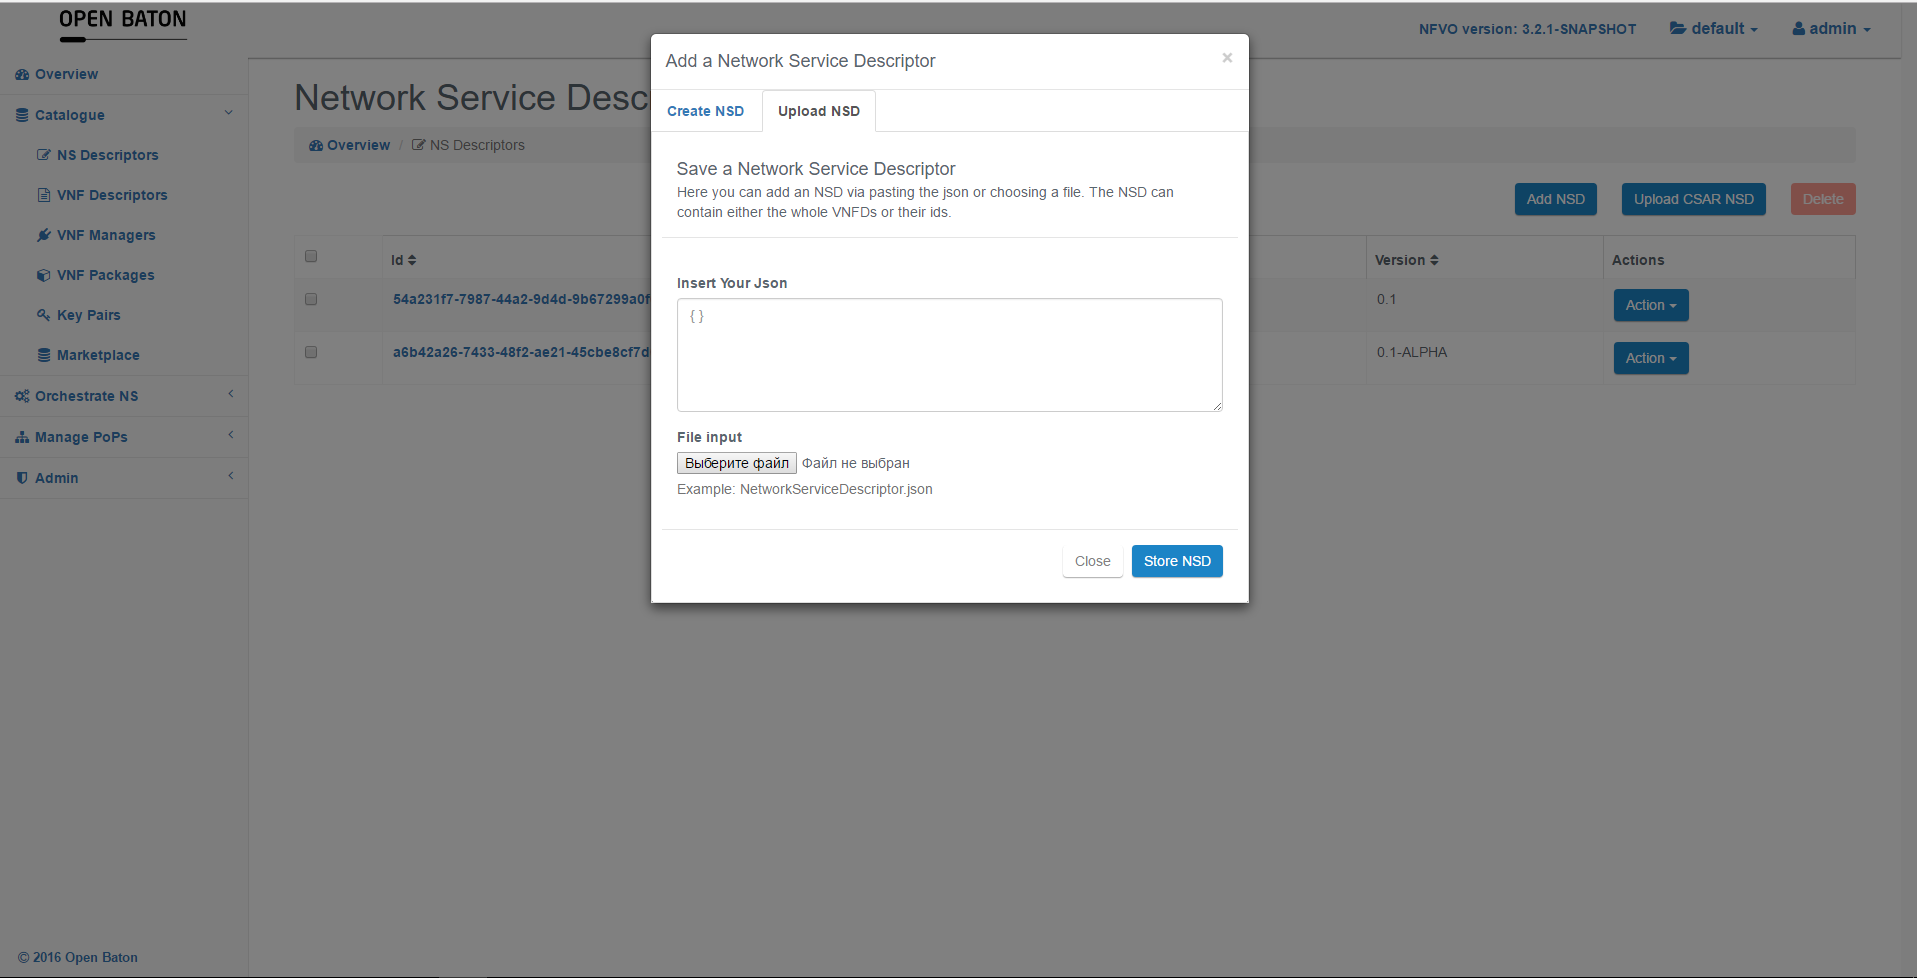 OPEN BATON
NFVO version: 3.2.1-SNAPSHOT
default
admin
Overview
Catalogue
NS Descriptors
VNF Descriptors
VNF Managers
VNF Packages
Key Pairs
Marketplace
Orchestrate NS
Manage PoPs
Admin
© 2016 Open Baton
Network Service Desc
Overview / NS Descriptors
Add NSD
Upload CSAR NSD
Delete
Id
Version
Actions
54a231f7-7987-44a2-9d4d-9b67299a0f
0.1
Action
a6b42a26-7433-48f2-ae21-45cbe8cf7d
0.1-ALPHA
Action
Add a Network Service Descriptor
×
Create NSD
Upload NSD
Save a Network Service Descriptor
Here you can add an NSD via pasting the json or choosing a file. The NSD can
contain either the whole VNFDs or their ids.
Insert Your Json
{ }
File input
Выберите файл Файл не выбран
Example: NetworkServiceDescriptor.json
Close
Store NSD